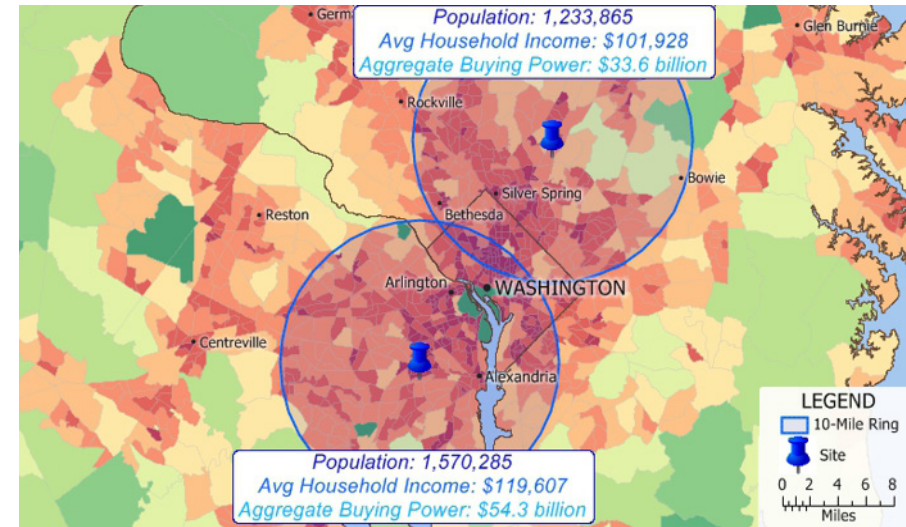 Population: 1,233,865
Avg Household Income: $101,928
Aggregate Buying Power: $33.6 billion
Germa
Glen Burnie
Rockville
Bowie
Silver Spring
Bethesda
Reston
Arlington
WASHINGTON
Centreville
Alexandria
Population: 1,570,285
Avg Household Income: $119,607
Aggregate Buying Power: $54.3 billion
LEGEND
10-Mile Ring
Site
0 2 4 6 8
Miles